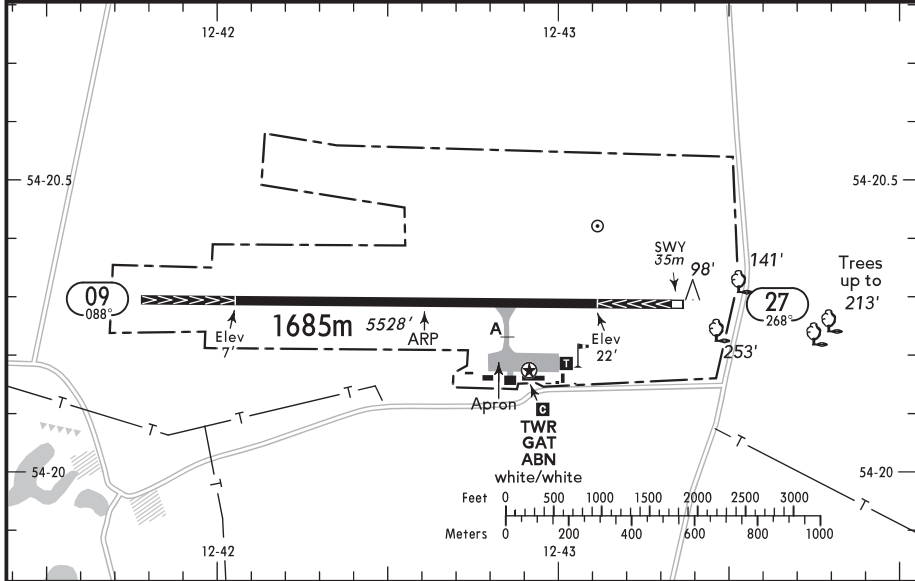 12-42 12-43
54-20.5 54-20.5
SWY
35m
98'
141'
Trees
up to
213'
09
088°
27
268°
1685m 5528'
Elev
7'
ARP
A
Elev
22'
253'
T
Apron
C
TWR
GAT
ABN
white/white
T T T T T T
54-20 54-20
Feet 0 500 1000 1500 2000 2500 3000
Meters 0 200 400 600 800 1000
12-42 12-43